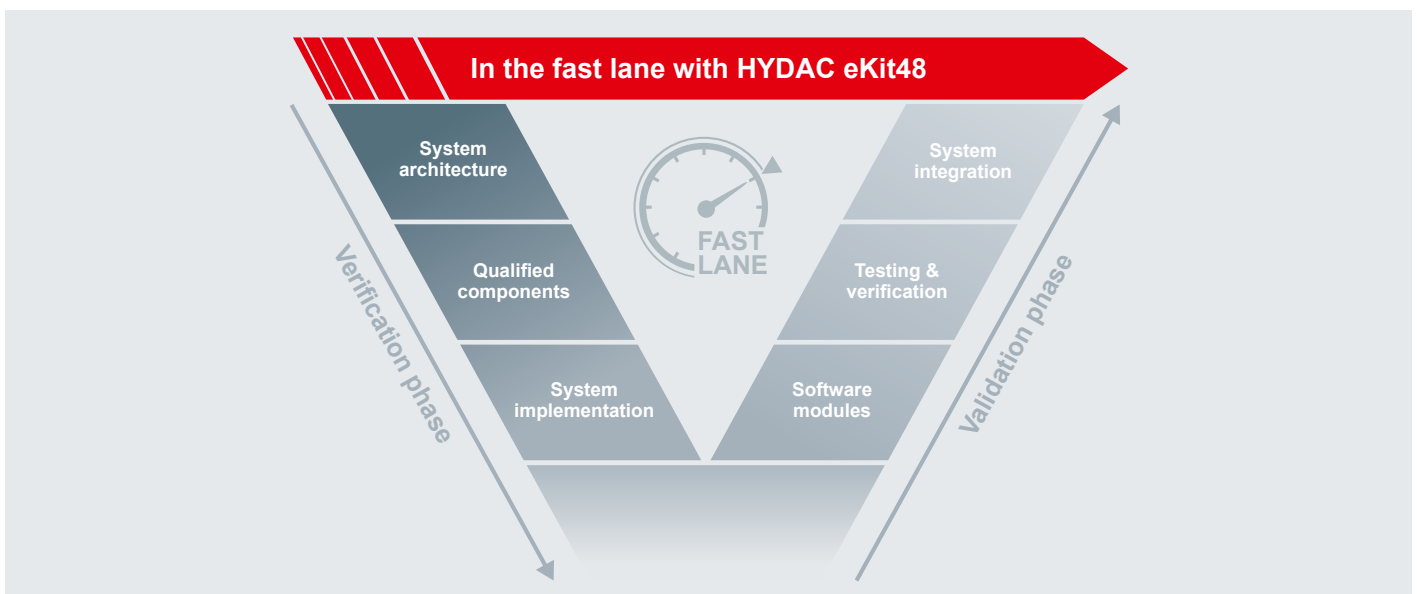 In the fast lane with HYDAC eKit48
System
architecture
Qualified
components
System
implementation
Verification phase
FAST
LANE
System
integration
Testing &
verification
Software
modules
Validation phase